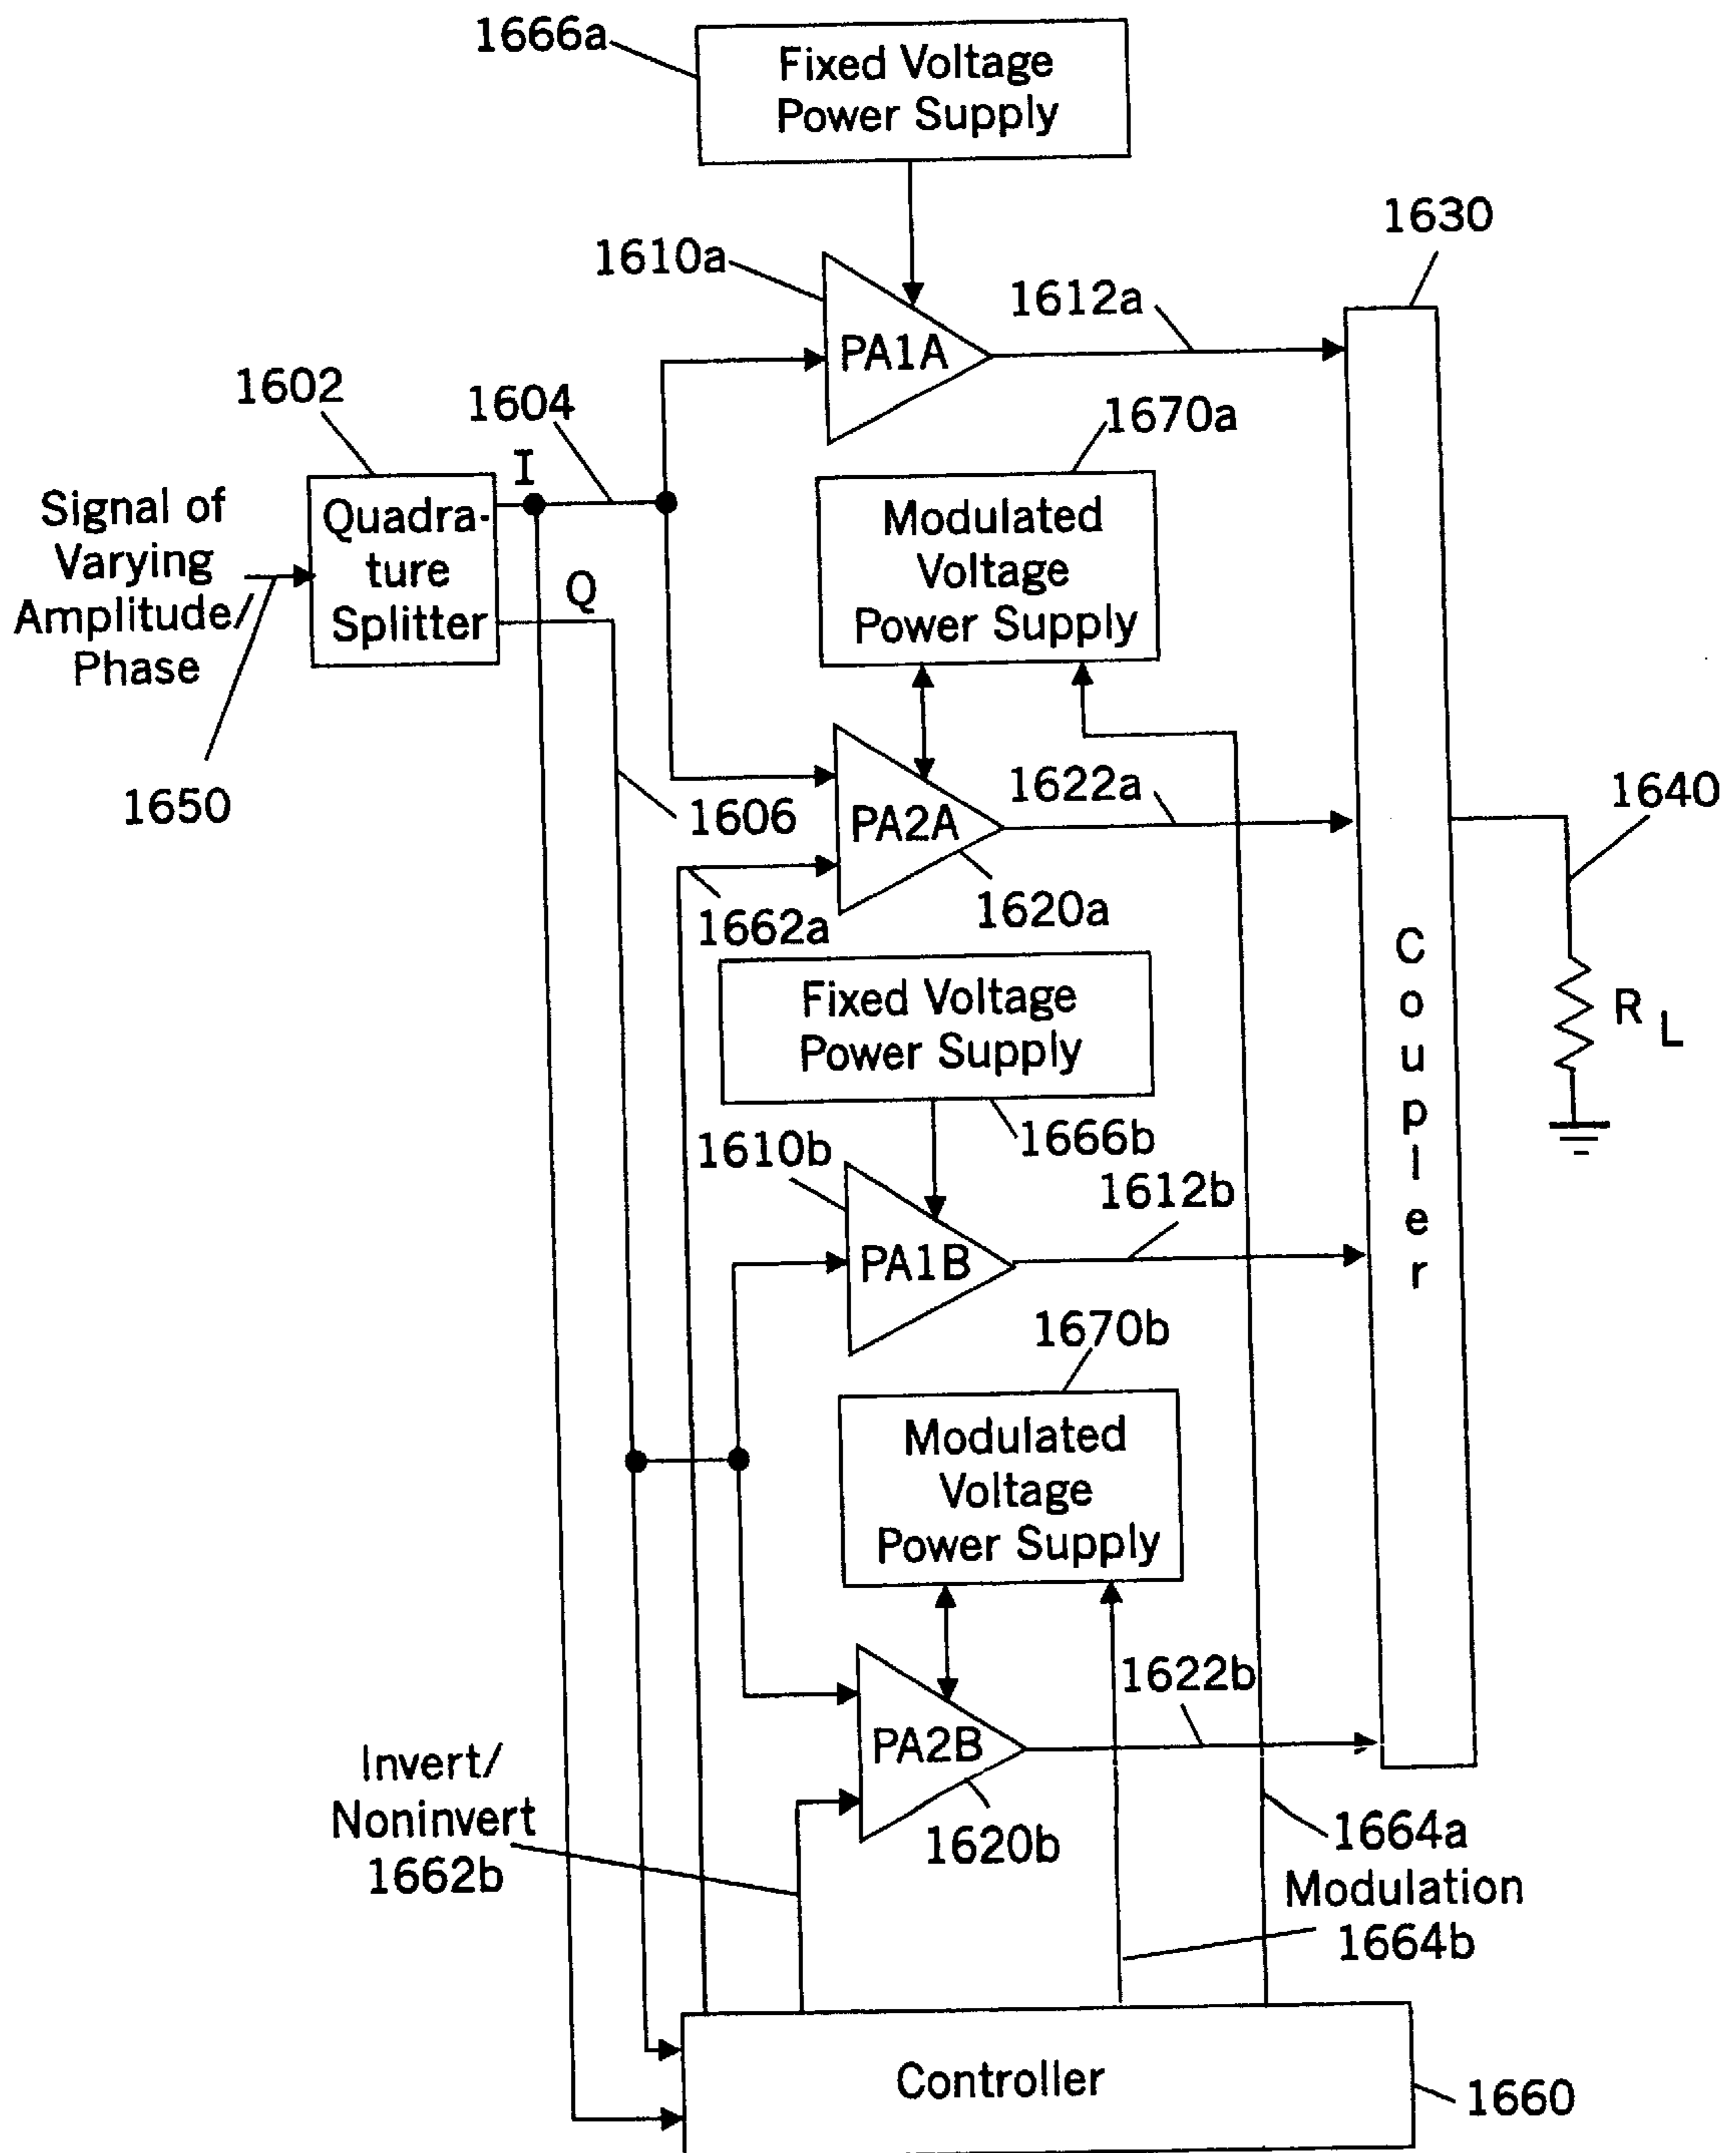 1666a
Fixed Voltage
Power Supply
1630
1610a
PA1A
1612a
1602
1604
1670a
I
Signal of
Varying
Amplitude/
Phase
Quadra-
ture
Splitter
Q
Modulated
Voltage
Power Supply
1650
1606
PA2A
1622a
1640
1662a
1620a
Coupler
Fixed Voltage
Power Supply
R L
1666b
1610b
1612b
PA1B
1670b
Modulated
Voltage
Power Supply
1622b
PA2B
Invert/
Noninvert
1662b
1620b
1664a
Modulation
1664b
Controller
1660